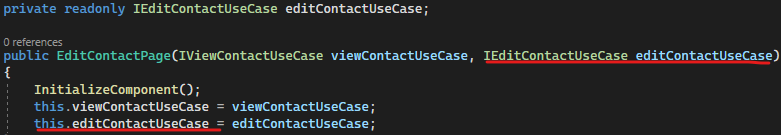 private readonly IEditContactUseCase editContactUseCase;
0 references
public EditContactPage(IViewContactUseCase viewContactUseCase, IEditContactUseCase editContactUseCase)
{
InitializeComponent();
this.viewContactUseCase = viewContactUseCase;
this.editContactUseCase = editContactUseCase;